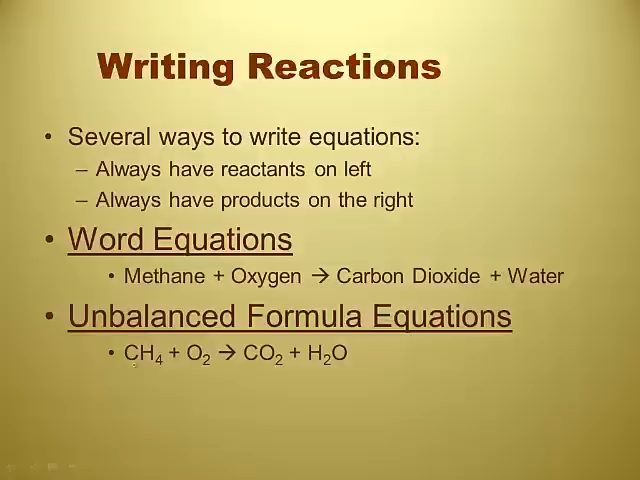 Writing Reactions
• Several ways to write equations:
– Always have reactants on left
– Always have products on the right
• Word Equations
• Methane + Oxygen → Carbon Dioxide + Water
• Unbalanced Formula Equations
• CH₄ + O₂ → CO₂ + H₂O